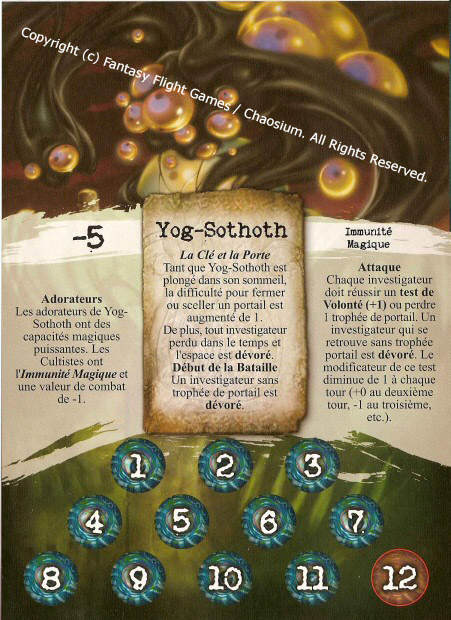 Copyright (c) Fantasy Flight Games / Chaosium. All Rights Reserved.
-5
Yog-Sothoth
Immunité
Magique
La Clé et la Porte
Tant que Yog-Sothoth est
plongé dans son sommeil,
la difficulté pour fermer
ou sceller un portail est
augmenté de 1.
De plus, tout investigateur
perdu dans le temps et
l'espace est dévoré.
Début de la Bataille
Un investigateur sans
trophée de portail est
dévoré.
Adorateurs
Les adorateurs de Yog-
Sothoth ont des
capacités magiques
puissantes. Les
Cultistes ont
l'Immunité Magique et
une valeur de combat
de -1.
Attaque
Chaque investigateur
doit réussir un test de
Volonté (+1) ou perdre
1 trophée de portail. Un
investigateur qui se
retrouve sans trophée
portail est dévoré. Le
modificateur de ce test
diminue de 1 à chaque
tour (+0 au deuxième
tour, -1 au troisième,
etc.).
1 2 3
4 5 6 7
8 9 10 11 12